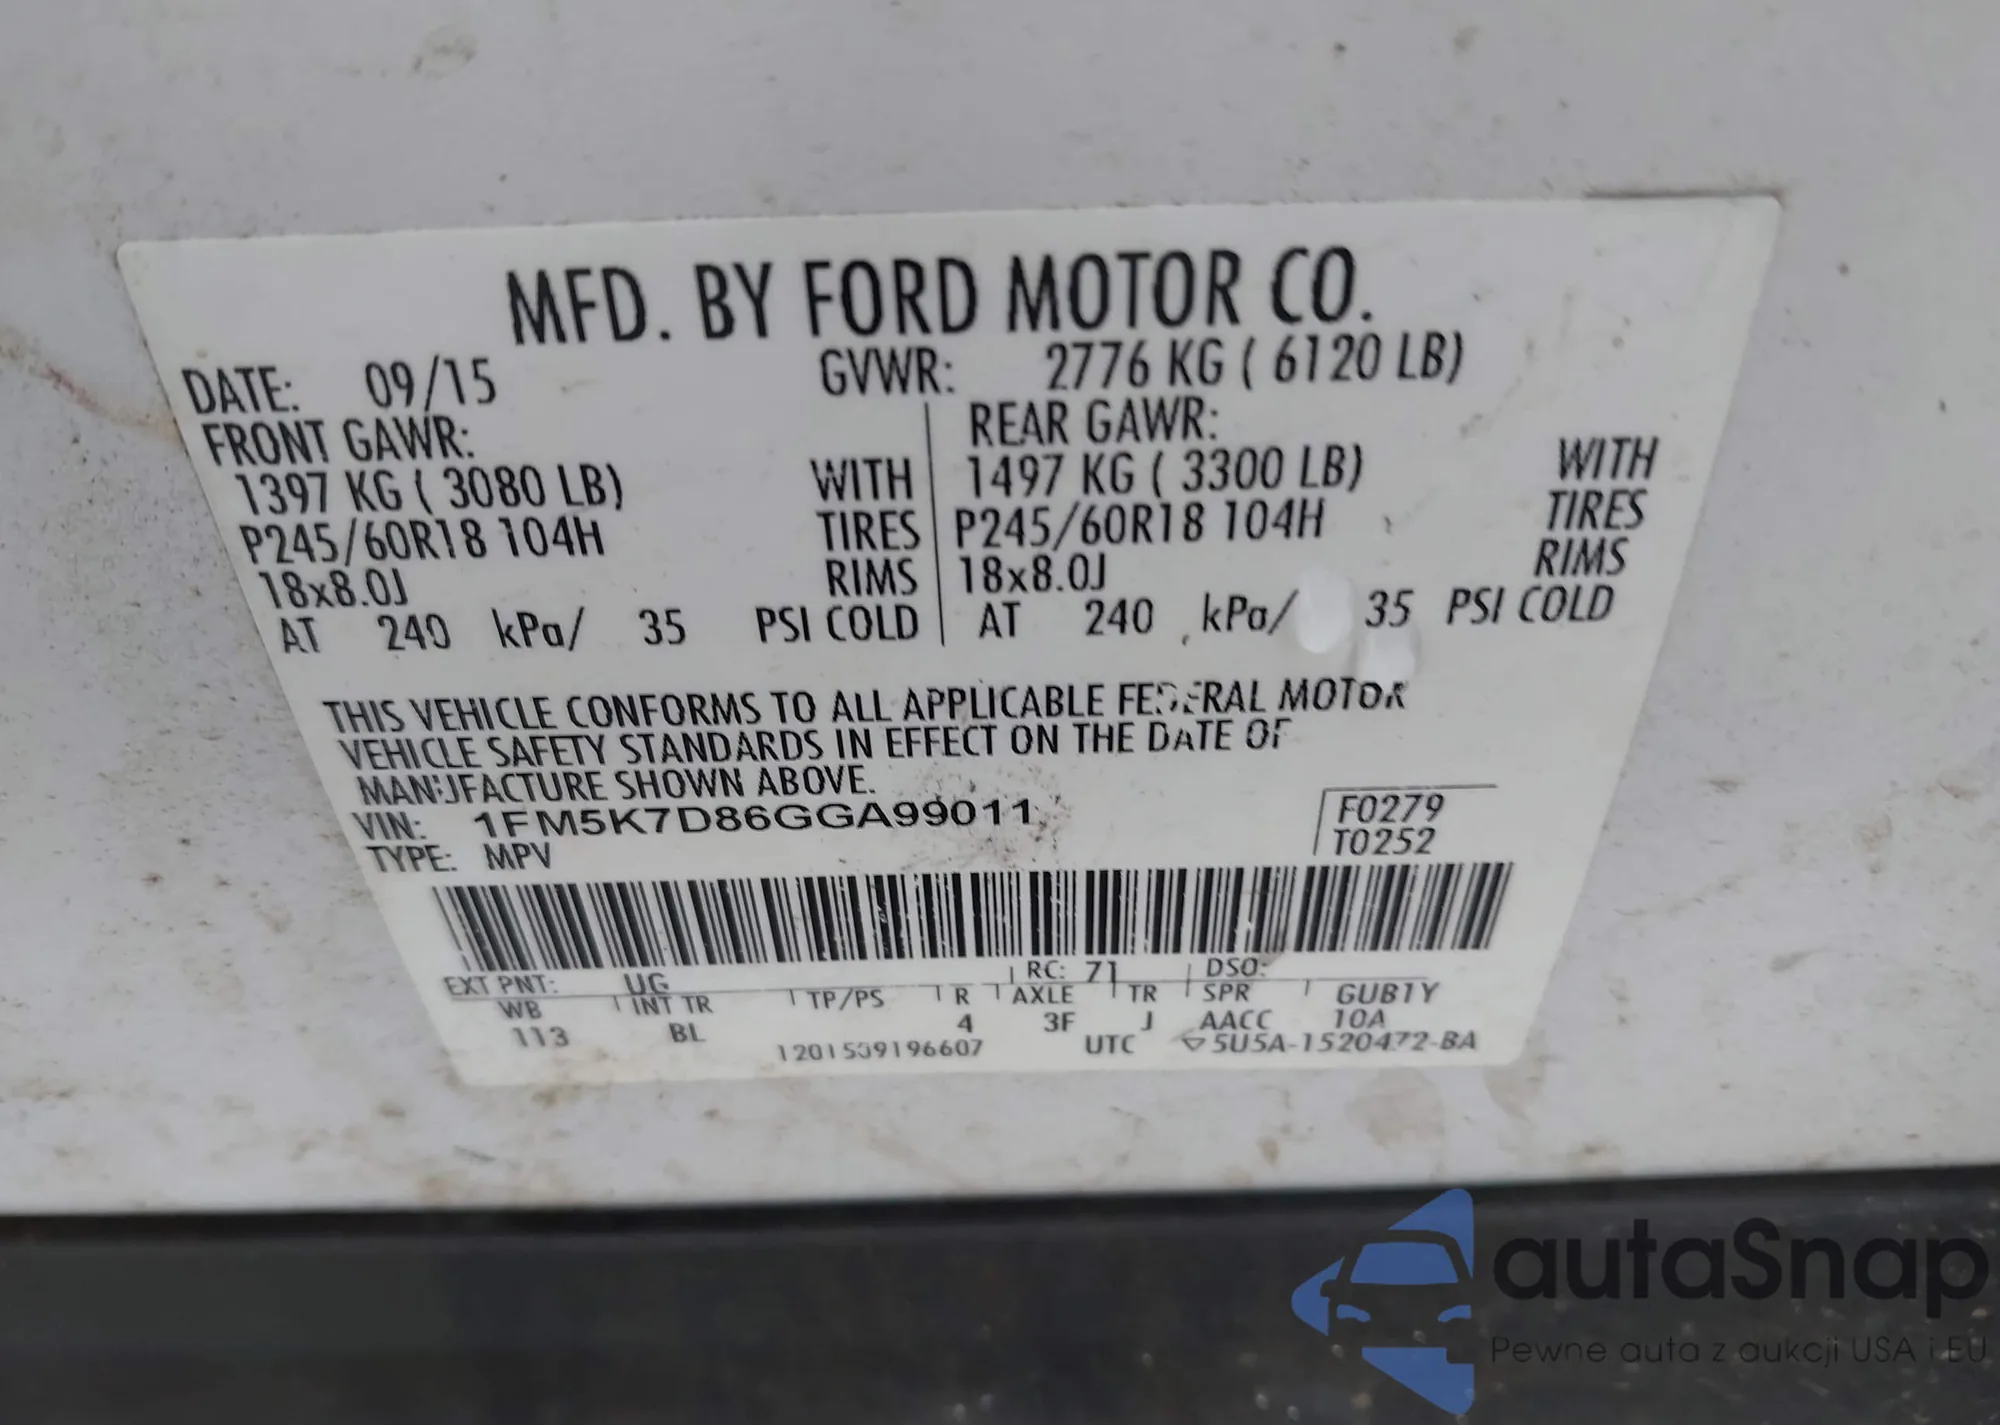 MFD. BY FORD MOTOR CO.
DATE: 09/15 GVWR: 2776 KG ( 6120 LB)
FRONT GAWR: REAR GAWR:
1397 KG ( 3080 LB) WITH 1497 KG ( 3300 LB) WITH
P245/60R18 104H TIRES P245/60R18 104H TIRES
18x8.0J RIMS 18x8.0J RIMS
AT 240 kPa/ 35 PSI COLD AT 240 kPa/ 35 PSI COLD
THIS VEHICLE CONFORMS TO ALL APPLICABLE FEDERAL MOTOR
VEHICLE SAFETY STANDARDS IN EFFECT ON THE DATE OF
MANUFACTURE SHOWN ABOVE.
VIN: 1FM5K7D86GGA99011 F0279
TYPE: MPV T0252
EXT PNT: UG RC: 71 DSO:
WB INT TR TP/PS R AXLE TR SPR GUB1Y
113 BL 4 3F J AACC 10A
1201509196607 UTC ▽5U5A-1520472-BA
autaSnap
Pewne auta z aukcji USA i EU